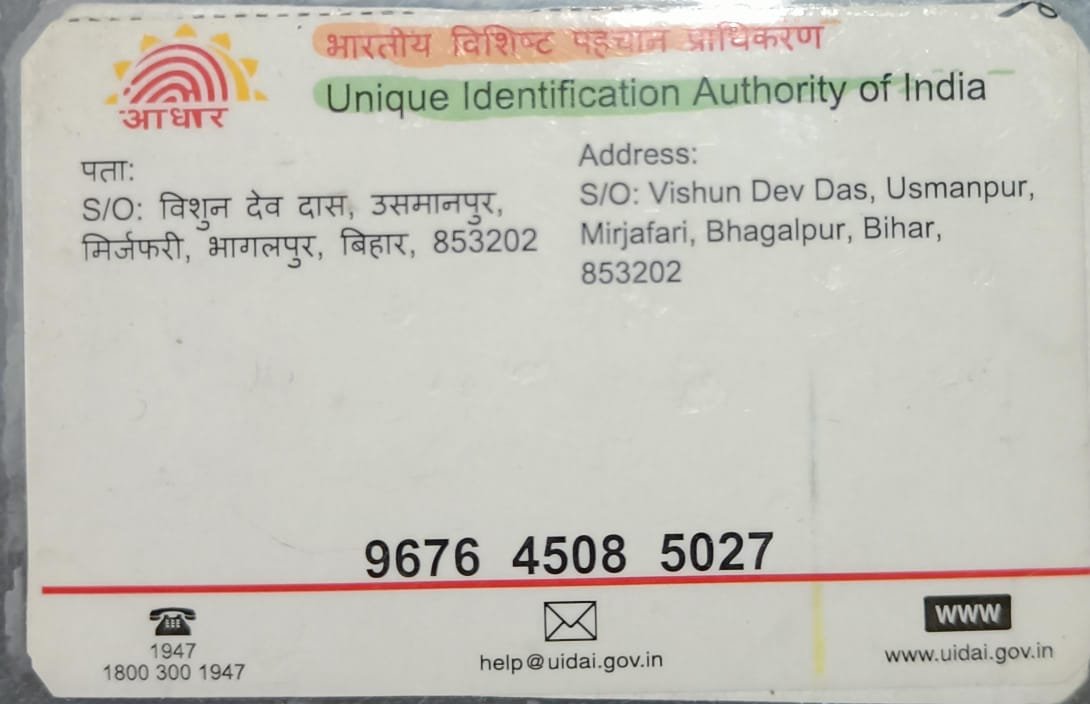 भारतीय विशिष्ट पहचान प्राधिकरण
Unique Identification Authority of India
आधार
पता:
S/O: विशुन देव दास, उसमानपुर,
मिर्जफरी, भागलपुर, बिहार, 853202
Address:
S/O: Vishun Dev Das, Usmanpur,
Mirjafari, Bhagalpur, Bihar,
853202
9676 4508 5027
1947
1800 300 1947
help@uidai.gov.in
www
www.uidai.gov.in